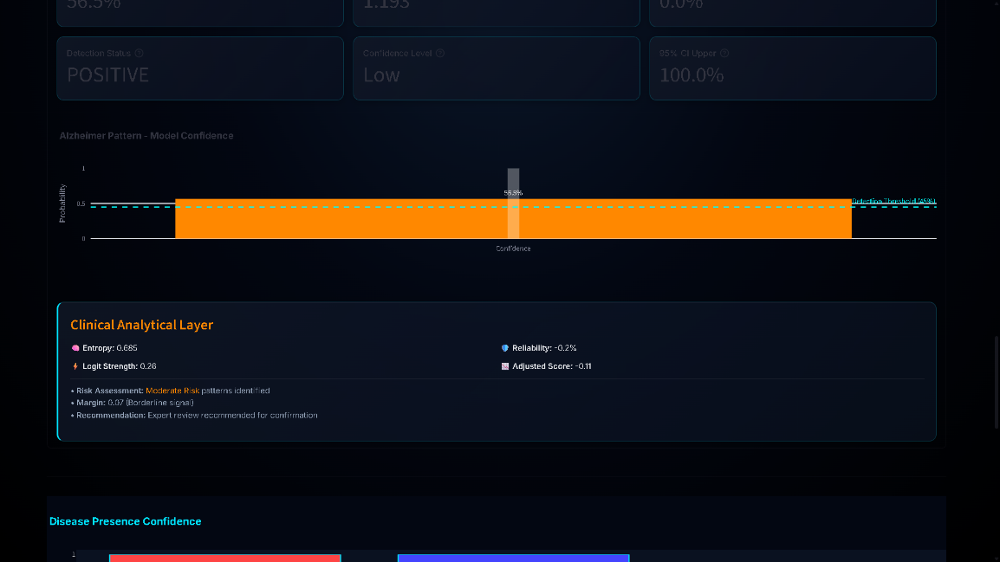 56.5%
1.193
0.0%
Detection Status ?
POSITIVE
Confidence Level ?
Low
95% CI Upper ?
100.0%
Alzheimer Pattern - Model Confidence
Probability
1
0.5
0
56.5%
Detection Threshold (45%)
Confidence
Clinical Analytical Layer
Entropy: 0.685
Reliability: -0.2%
Logit Strength: 0.26
Adjusted Score: -0.11
• Risk Assessment: Moderate Risk patterns identified
• Margin: 0.07 (Borderline signal)
• Recommendation: Expert review recommended for confirmation
Disease Presence Confidence
1